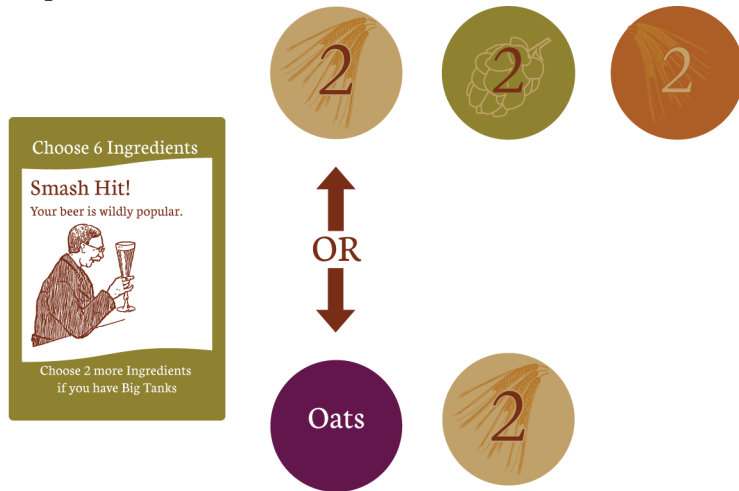 2 2 2
Choose 6 Ingredients
Smash Hit!
Your beer is wildly popular.
OR
Choose 2 more Ingredients
if you have Big Tanks
Oats 2